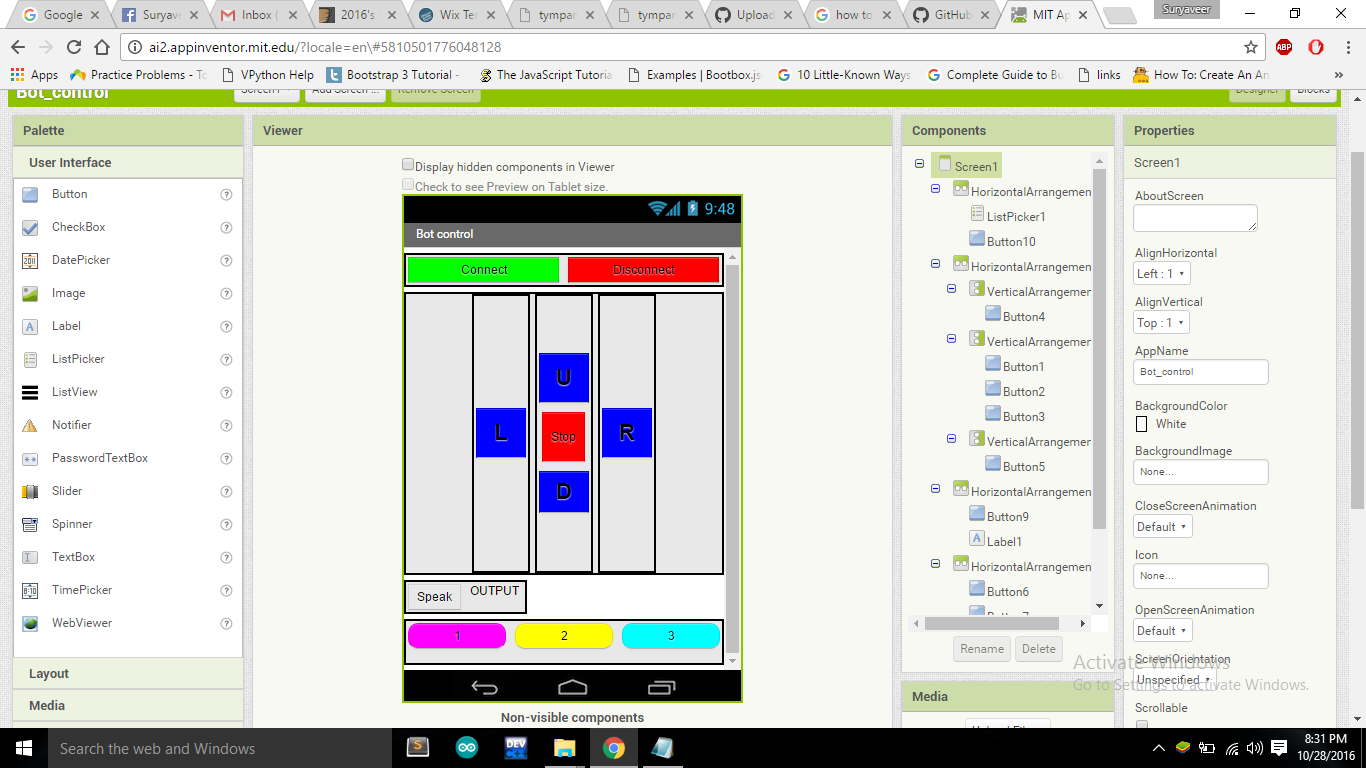 Google
Suryave
Inbox (
2016's
Wix Te
tympar
tympar
Upload
how to
GitHub
MIT Ap
Suryaveer
ai2.appinventor.mit.edu/?locale=en\#5810501776048128
ABP
Apps
Practice Problems - To
VPython Help
Bootstrap 3 Tutorial -
The JavaScript Tutoria
Examples | Bootbox.js
10 Little-Known Ways
Complete Guide to Bu
links
How To: Create An An
»
Bot_control
Screen1
Add Screen ...
Remove Screen
Designer
Blocks
Palette
User Interface
Button
CheckBox
DatePicker
Image
Label
ListPicker
ListView
Notifier
PasswordTextBox
Slider
Spinner
TextBox
TimePicker
WebViewer
Layout
Media
Viewer
Display hidden components in Viewer
Check to see Preview on Tablet size.
9:48
Bot control
Connect
Disconnect
U
L
Stop
R
D
Speak
OUTPUT
1
2
3
Non-visible components
Components
Screen1
HorizontalArrangemen
ListPicker1
Button10
HorizontalArrangemen
VerticalArrangemen
Button4
VerticalArrangemen
Button1
Button2
Button3
VerticalArrangemen
Button5
HorizontalArrangemen
Button9
Label1
HorizontalArrangemen
Button6
Rename
Delete
Media
Properties
Screen1
AboutScreen
AlignHorizontal
Left : 1
AlignVertical
Top : 1
AppName
Bot_control
BackgroundColor
White
BackgroundImage
None...
CloseScreenAnimation
Default
Icon
None...
OpenScreenAnimation
Default
ScreenOrientation
Unspecified
Scrollable
Activate Windows
Go to Settings to activate Windows.
Search the web and Windows
DEV
8:31 PM
10/28/2016